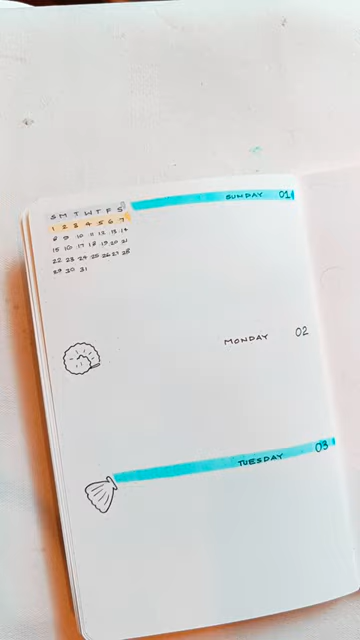 S M T W T F S
1 2 3 4 5 6 7
8 9 10 11 12 13 14
15 16 17 18 19 20 21
22 23 24 25 26 27 28
29 30 31
SUNDAY 01
MONDAY 02
TUESDAY 03